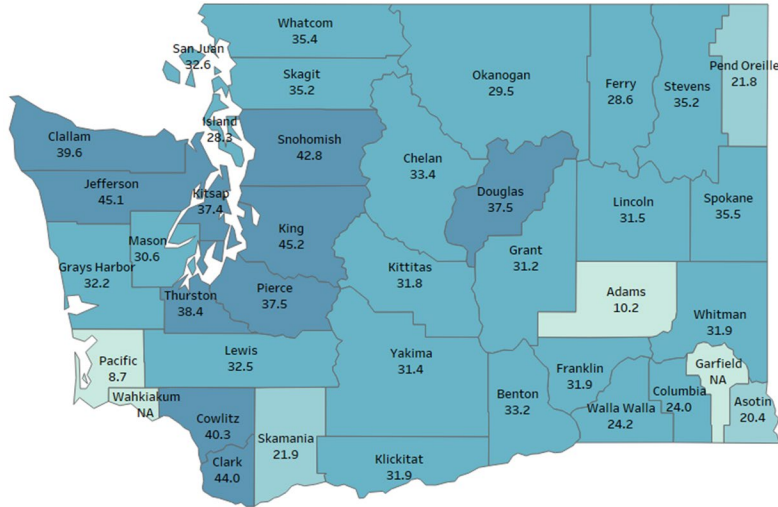 Whatcom
35.4
San Juan
32.6
Skagit
35.2
Island
28.3
Okanogan
29.5
Ferry
28.6
Stevens
35.2
Pend Oreille
21.8
Clallam
39.6
Snohomish
42.8
Chelan
33.4
Jefferson
45.1
Kitsap
37.4
Douglas
37.5
Lincoln
31.5
Spokane
35.5
King
45.2
Mason
30.6
Grant
31.2
Grays Harbor
32.2
Kittitas
31.8
Adams
10.2
Thurston
38.4
Pierce
37.5
Whitman
31.9
Pacific
8.7
Lewis
32.5
Yakima
31.4
Franklin
31.9
Garfield
NA
Wahkiakum
NA
Benton
33.2
Walla Walla
24.2
Columbia
24.0
Asotin
20.4
Cowlitz
40.3
Skamania
21.9
Klickitat
31.9
Clark
44.0